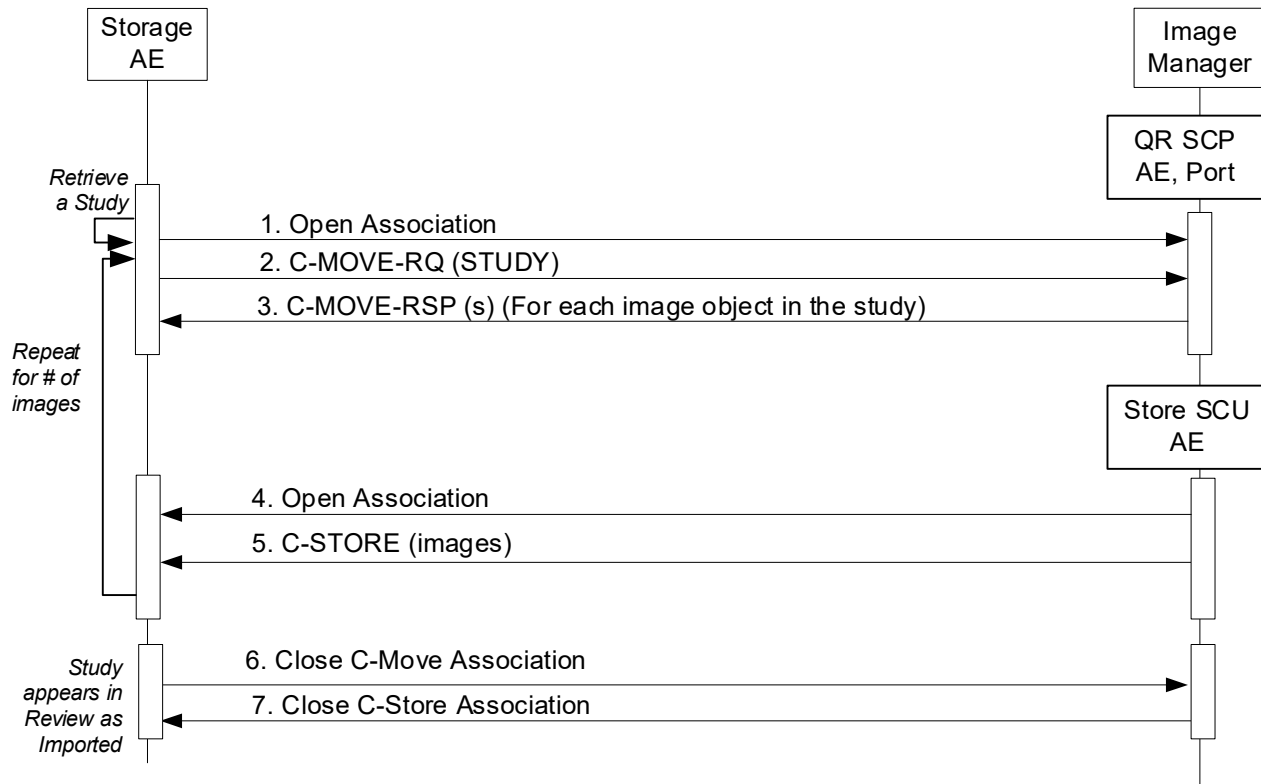 Storage
AE
Image
Manager
QR SCP
AE, Port
Retrieve
a Study
1. Open Association
2. C-MOVE-RQ (STUDY)
3. C-MOVE-RSP (s) (For each image object in the study)
Repeat
for # of
images
Store SCU
AE
4. Open Association
5. C-STORE (images)
6. Close C-Move Association
7. Close C-Store Association
Study
appears in
Review as
Imported